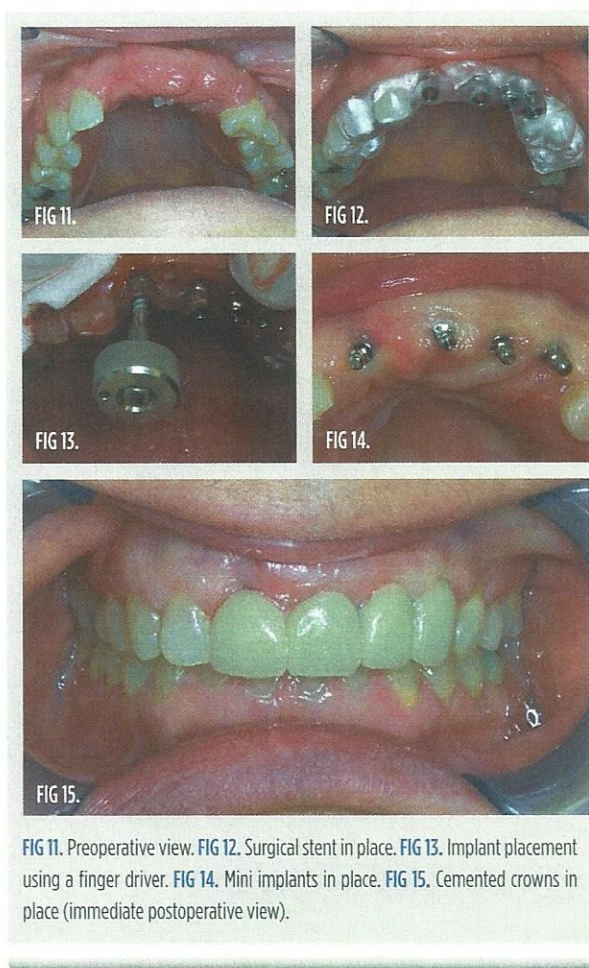 FIG 11.
FIG 12.
FIG 13.
FIG 14.
FIG 15.
FIG 11. Preoperative view. FIG 12. Surgical stent in place. FIG 13. Implant placement
using a finger driver. FIG 14. Mini implants in place. FIG 15. Cemented crowns in
place (immediate postoperative view).